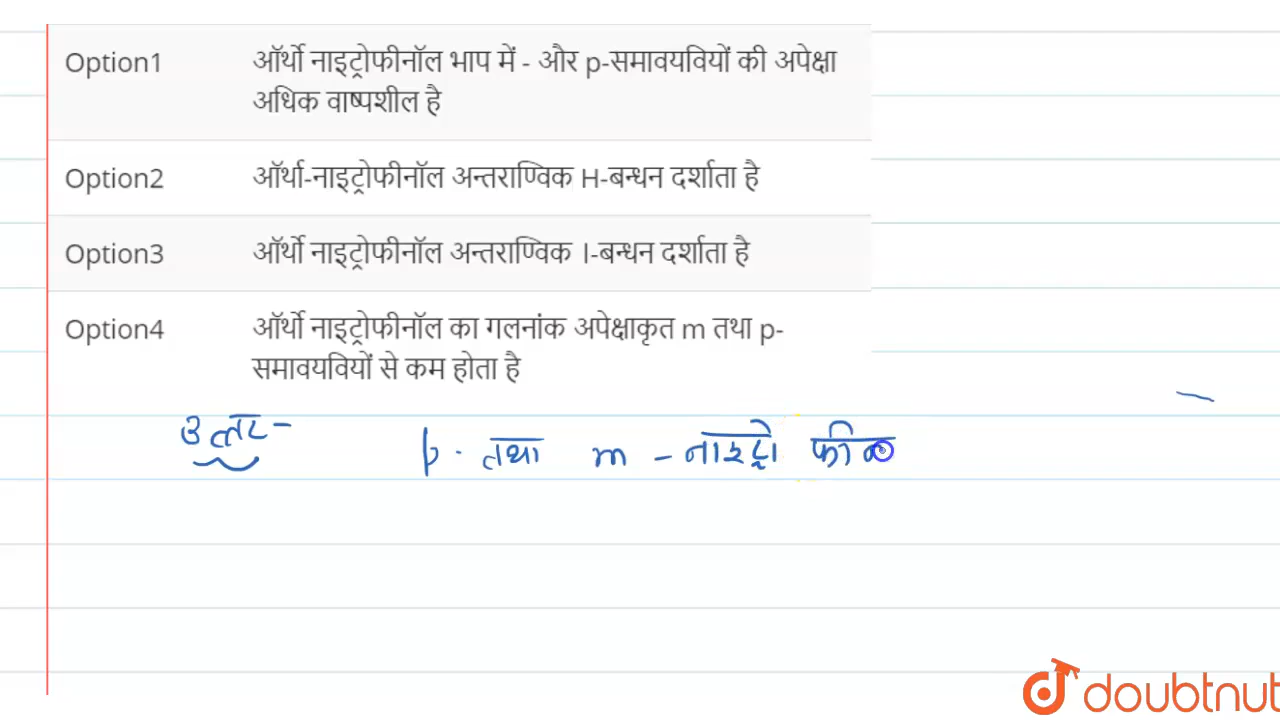 Option1 ऑर्थो नाइट्रोफीनॉल भाप में - और p-समावयवियों की अपेक्षा
अधिक वाष्पशील है
Option2 ऑर्था-नाइट्रोफीनॉल अन्तराण्विक H-बन्धन दर्शाता है
Option3 ऑर्थो नाइट्रोफीनॉल अन्तराण्विक ।-बन्धन दर्शाता है
Option4 ऑर्थो नाइट्रोफीनॉल का गलनांक अपेक्षाकृत m तथा p-
समावयवियों से कम होता है
उत्तर-
p. तथा m - नाइट्रो
doubtnut